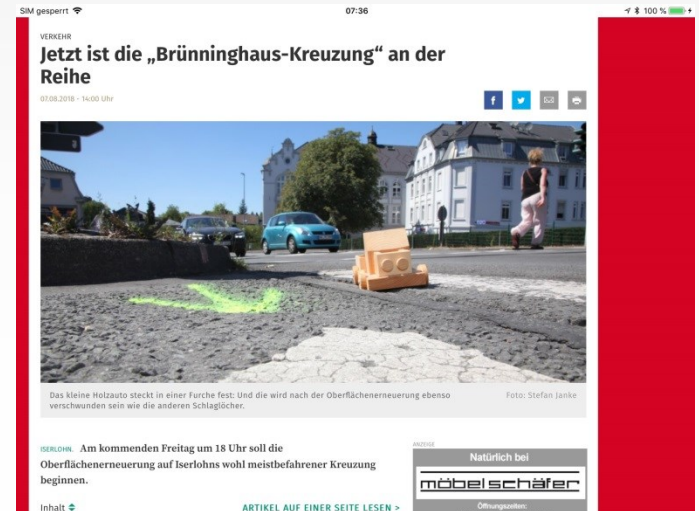 SIM gesperrt 07:36 100 %
VERKEHR
Jetzt ist die „Brünninghaus-Kreuzung“ an der
Reihe
07.08.2018 - 14:00 Uhr
Das kleine Holzauto steckt in einer Furche fest: Und die wird nach der Oberflächenerneuerung ebenso
verschwunden sein wie die anderen Schlaglöcher.
Foto: Stefan Janke
ISERLOHN. Am kommenden Freitag um 18 Uhr soll die
Oberflächenerneuerung auf Iserlohns wohl meistbefahrener Kreuzung
beginnen.
Inhalt
ARTIKEL AUF EINER SEITE LESEN >
ANZEIGE
Natürlich bei
möbel schäfer
Öffnungszeiten: